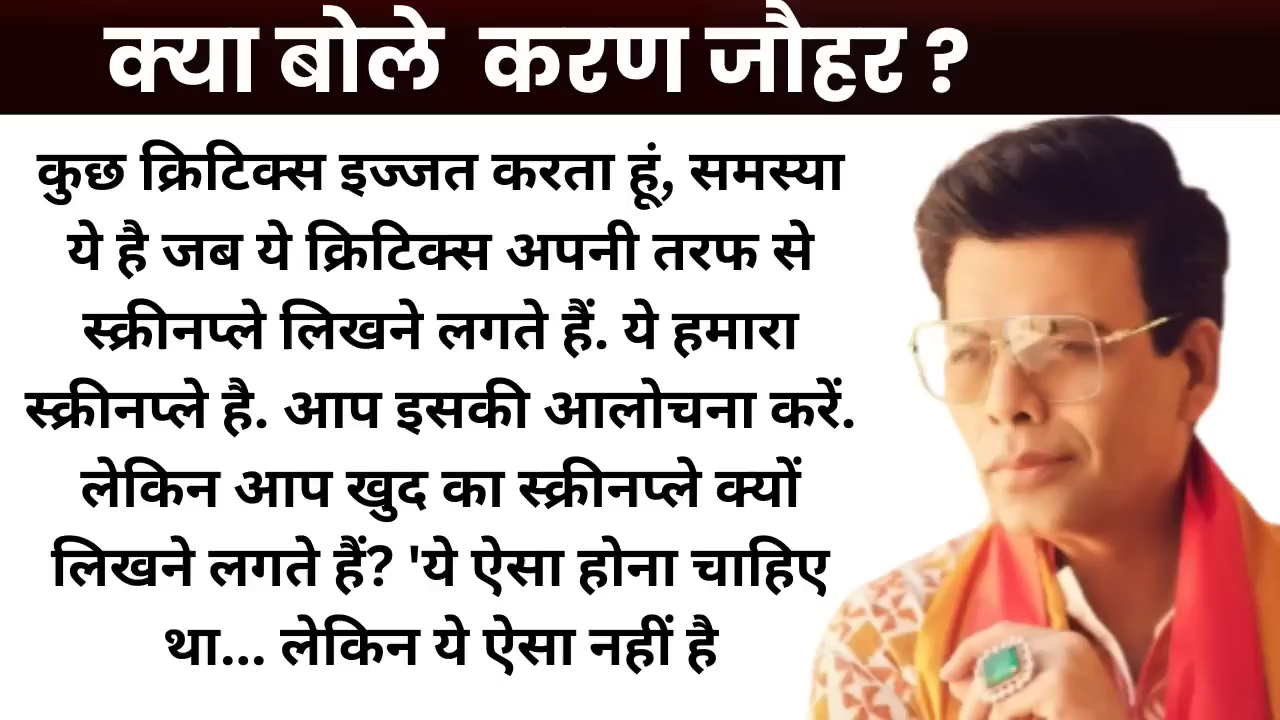 क्या बोले करण जौहर ?
कुछ क्रिटिक्स इज्जत करता हूं, समस्या
ये है जब ये क्रिटिक्स अपनी तरफ से
स्क्रीनप्ले लिखने लगते हैं. ये हमारा
स्क्रीनप्ले है. आप इसकी आलोचना करें.
लेकिन आप खुद का स्क्रीनप्ले क्यों
लिखने लगते हैं? 'ये ऐसा होना चाहिए
था... लेकिन ये ऐसा नहीं है